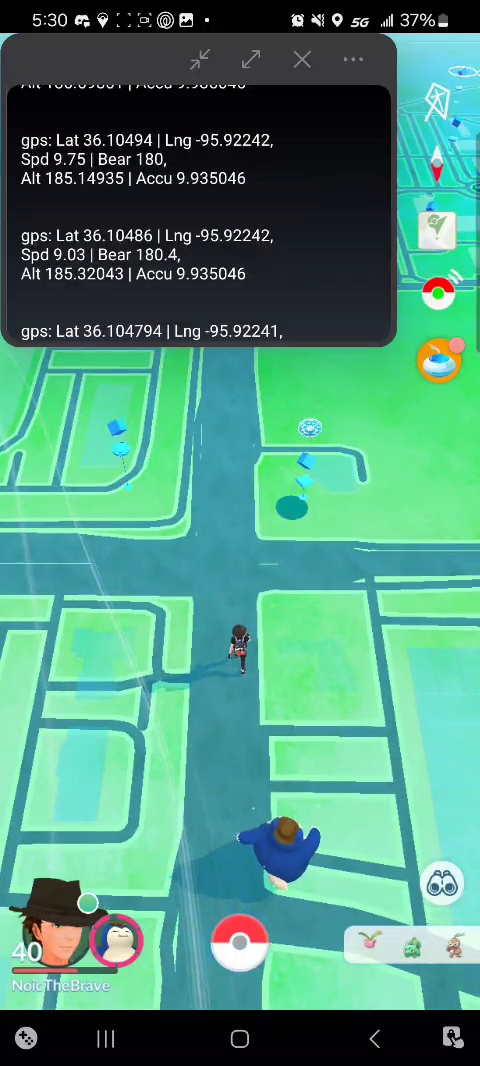 5:30
5G
37%
gps: Lat 36.10494 | Lng -95.92242,
Spd 9.75 | Bear 180,
Alt 185.14935 | Accu 9.935046
gps: Lat 36.10486 | Lng -95.92242,
Spd 9.03 | Bear 180.4,
Alt 185.32043 | Accu 9.935046
gps: Lat 36.104794 | Lng -95.92241,
40
NoicTheBrave